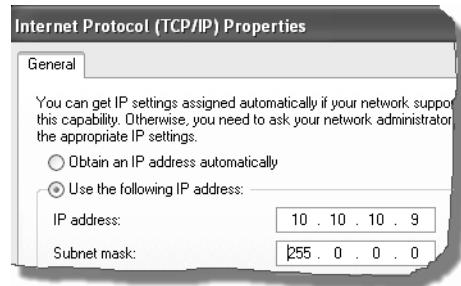 Internet Protocol (TCP/IP) Properties
General
You can get IP settings assigned automatically if your network
this capability. Otherwise, you need to ask your network administrator
the appropriate IP settings.
Obtain an IP address automatically
Use the following IP address:
IP address: 10 . 10 . 10 . 9
Subnet mask: 255 . 0 . 0 . 0